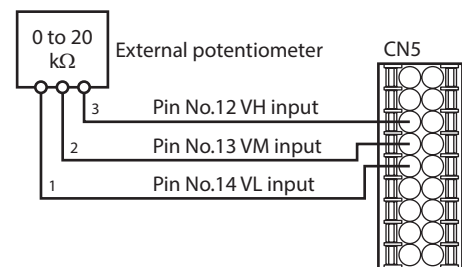 0 to 20
kΩ
External potentiometer
CN5
3
Pin No.12 VH input
2
Pin No.13 VM input
1
Pin No.14 VL input